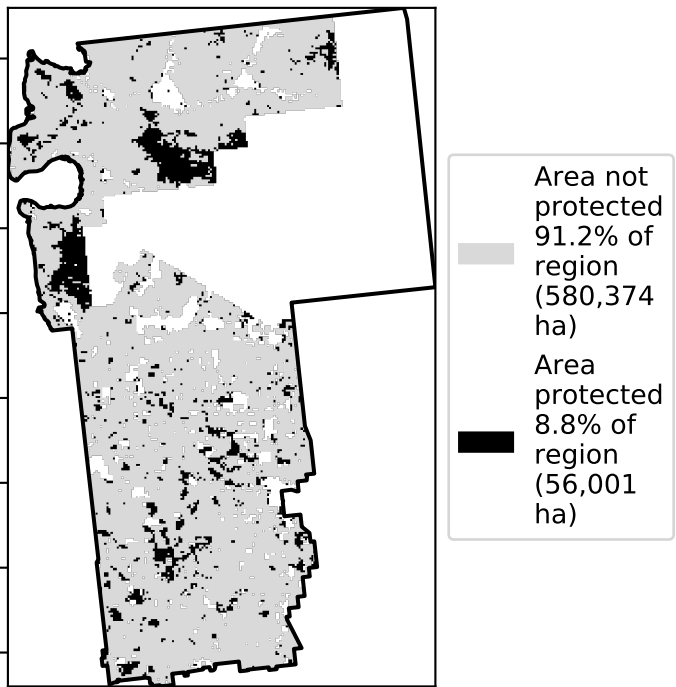 Area not
protected
91.2% of
region
(580,374
ha)
Area
protected
8.8% of
region
(56,001
ha)